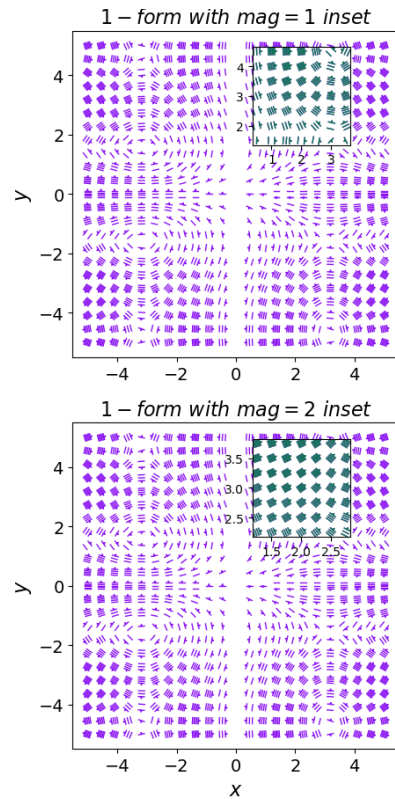 1 − form with mag = 1 inset
4
2
0
−2
−4
y
4
3
2
1 2 3
−4 −2 0 2 4
1 − form with mag = 2 inset
4
2
0
−2
−4
y
3.5
3.0
2.5
1.5 2.0 2.5
−4 −2 0 2 4
x